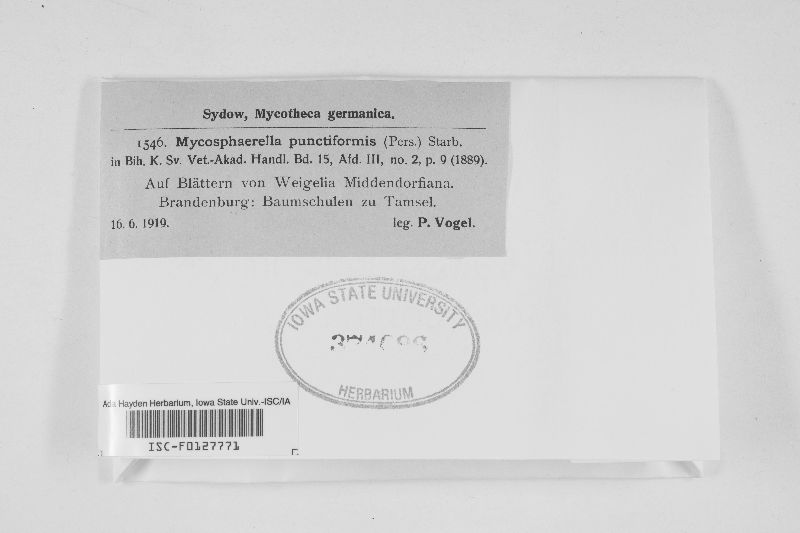 Sydow, Mycotheca germanica.
1546. Mycosphaerella punctiformis (Pers.) Starb.
in Bih. K. Sv. Vet.-Akad. Handl. Bd. 15, Afd. III, no. 2, p. 9 (1889).
Auf Blättern von Weigelia Middendorfiana.
Brandenburg: Baumschulen zu Tamsel.
16. 6. 1919. leg. P. Vogel.
IOWA STATE UNIVERSITY
HERBARIUM
Ada Hayden Herbarium, Iowa State Univ.-ISC/IA
ISC-F0127771